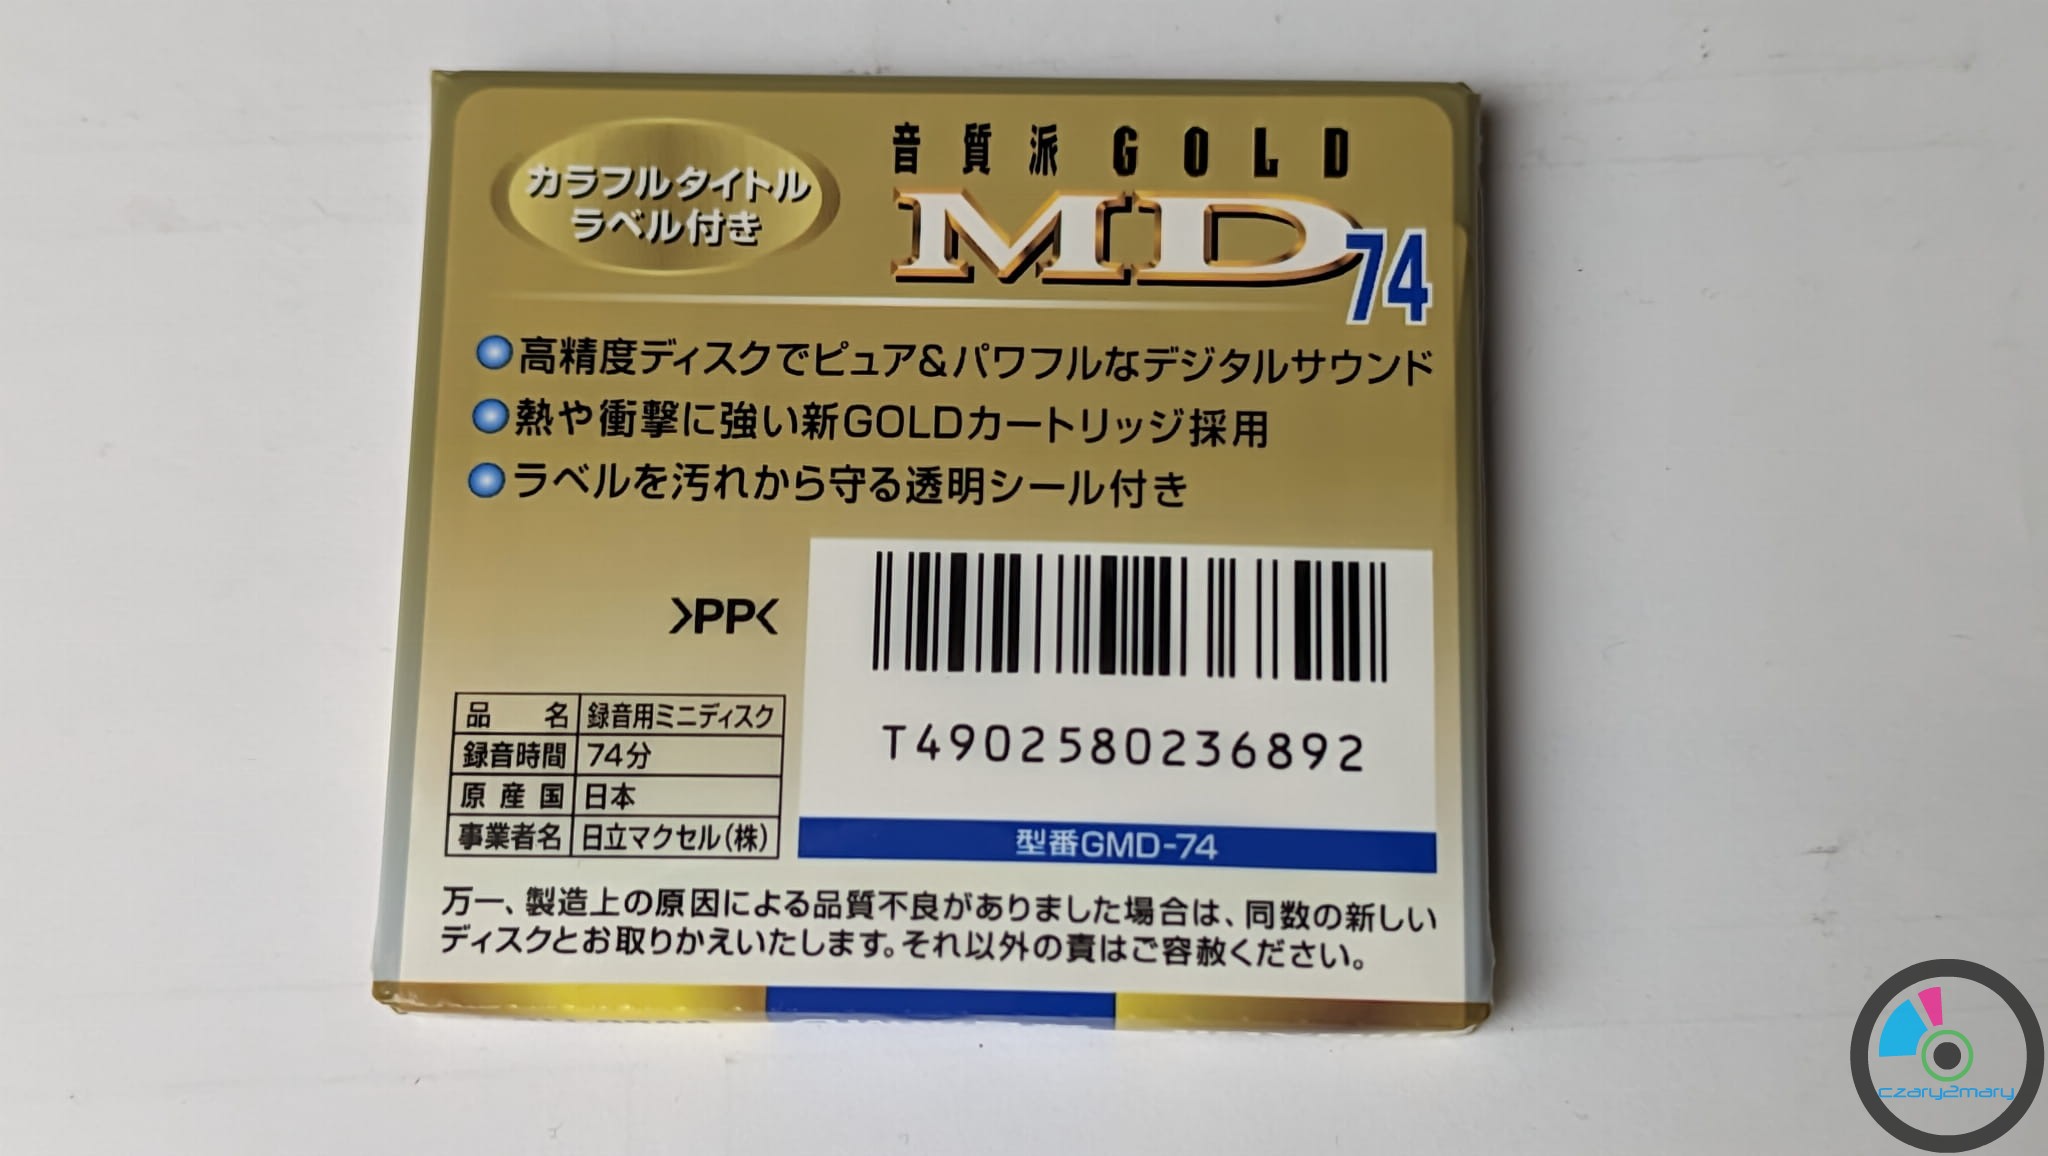 カラフルタイトル
ラベル付き
音質派GOLD
MD74
高精度ディスクでピュア&パワフルなデジタルサウンド
熱や衝撃に強い新GOLDカートリッジ採用
ラベルを汚れから守る透明シール付き
>PP<
T4902580236892
型番GMD-74
品名 録音用ミニディスク
録音時間 74分
原産国 日本
事業者名 日立マクセル(株)
万一、製造上の原因による品質不良がありました場合は、同数の新しい
ディスクとお取りかえいたします。それ以外の責はご容赦ください。
czary2mary